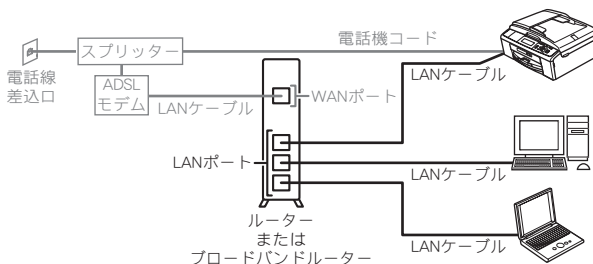 電話機コード
スプリッター
LANケーブル
電話線
差込口
ADSL
モデム
LANケーブル
WANポート
LANポート
LANケーブル
ルーター
または
ブロードバンドルーター
LANケーブル